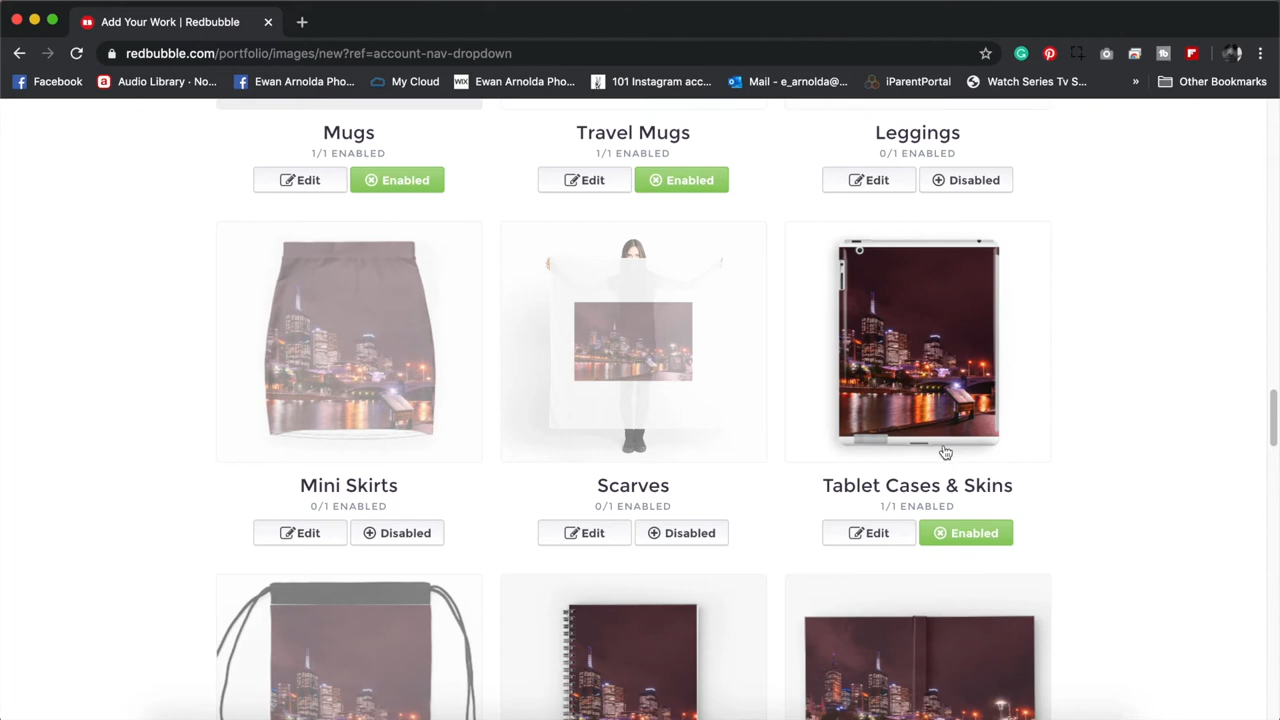 Add Your Work | Redbubble
redbubble.com/portfolio/images/new?ref=account-nav-dropdown
Facebook
Audio Library - No...
Ewan Arnolda Pho...
My Cloud
WIX
Ewan Arnolda Pho...
101 Instagram acc...
Mail - e_arnolda@...
iParentPortal
Watch Series Tv S...
»
Other Bookmarks
Mugs
Travel Mugs
Leggings
1/1 ENABLED
1/1 ENABLED
0/1 ENABLED
Edit
Enabled
Edit
Enabled
Edit
Disabled
Mini Skirts
Scarves
Tablet Cases & Skins
0/1 ENABLED
0/1 ENABLED
1/1 ENABLED
Edit
Disabled
Edit
Disabled
Edit
Enabled